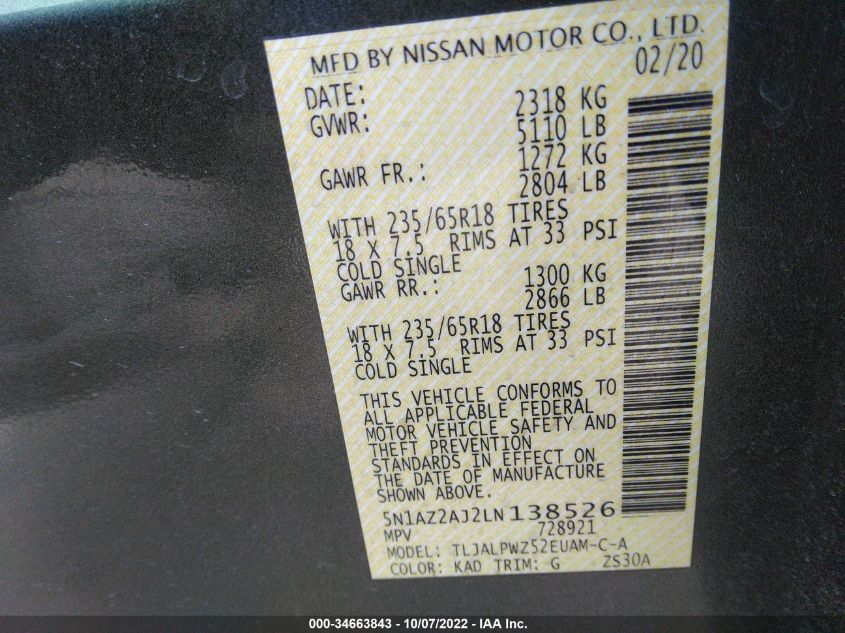 MFD BY NISSAN MOTOR CO., LTD.
DATE: 02/20
GVWR: 2318 KG
5110 LB
GAWR FR.: 1272 KG
2804 LB
WITH 235/65R18 TIRES
18 X 7.5 RIMS AT 33 PSI
COLD SINGLE
GAWR RR.: 1300 KG
2866 LB
WITH 235/65R18 TIRES
18 X 7.5 RIMS AT 33 PSI
COLD SINGLE
THIS VEHICLE CONFORMS TO
ALL APPLICABLE FEDERAL
MOTOR VEHICLE SAFETY AND
THEFT PREVENTION
STANDARDS IN EFFECT ON
THE DATE OF MANUFACTURE
SHOWN ABOVE.
5N1AZ2AJ2LN138526
MPV 728921
MODEL: TLJALPWZ52EUAM-C-A
COLOR: KAD TRIM: G ZS30A
000-34663843 - 10/07/2022 - IAA Inc.